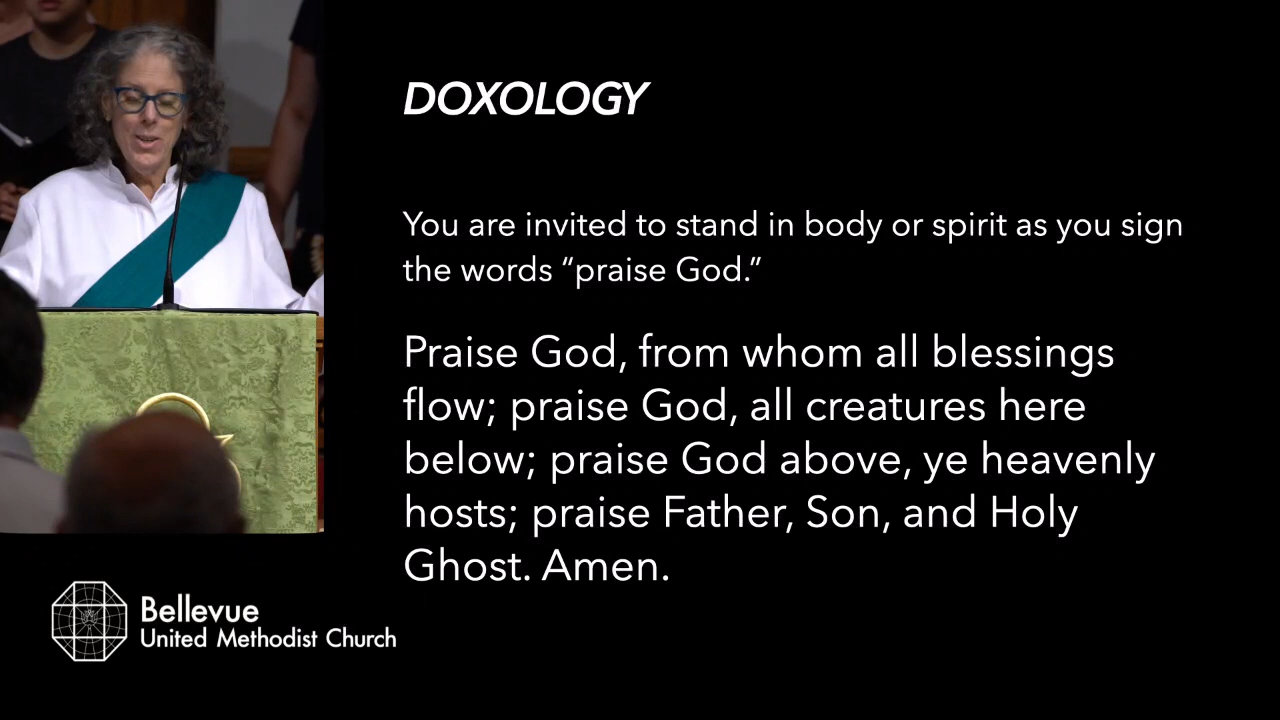 DOXOLOGY
You are invited to stand in body or spirit as you sign
the words “praise God.”
Praise God, from whom all blessings
flow; praise God, all creatures here
below; praise God above, ye heavenly
hosts; praise Father, Son, and Holy
Ghost. Amen.
Bellevue
United Methodist Church